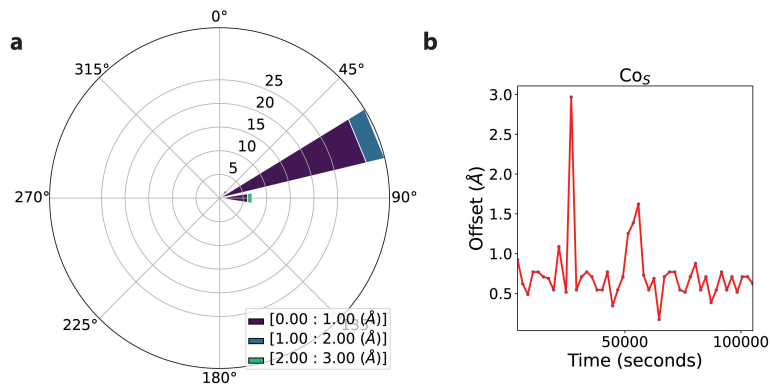 a
0°
45°
90°
135°
180°
225°
270°
315°
5
10
15
20
25
[0.00 : 1.00 (Å)]
[1.00 : 2.00 (Å)]
[2.00 : 3.00 (Å)]
b
Co_S
Offset (Å)
3.0
2.5
2.0
1.5
1.0
0.5
50000
100000
Time (seconds)